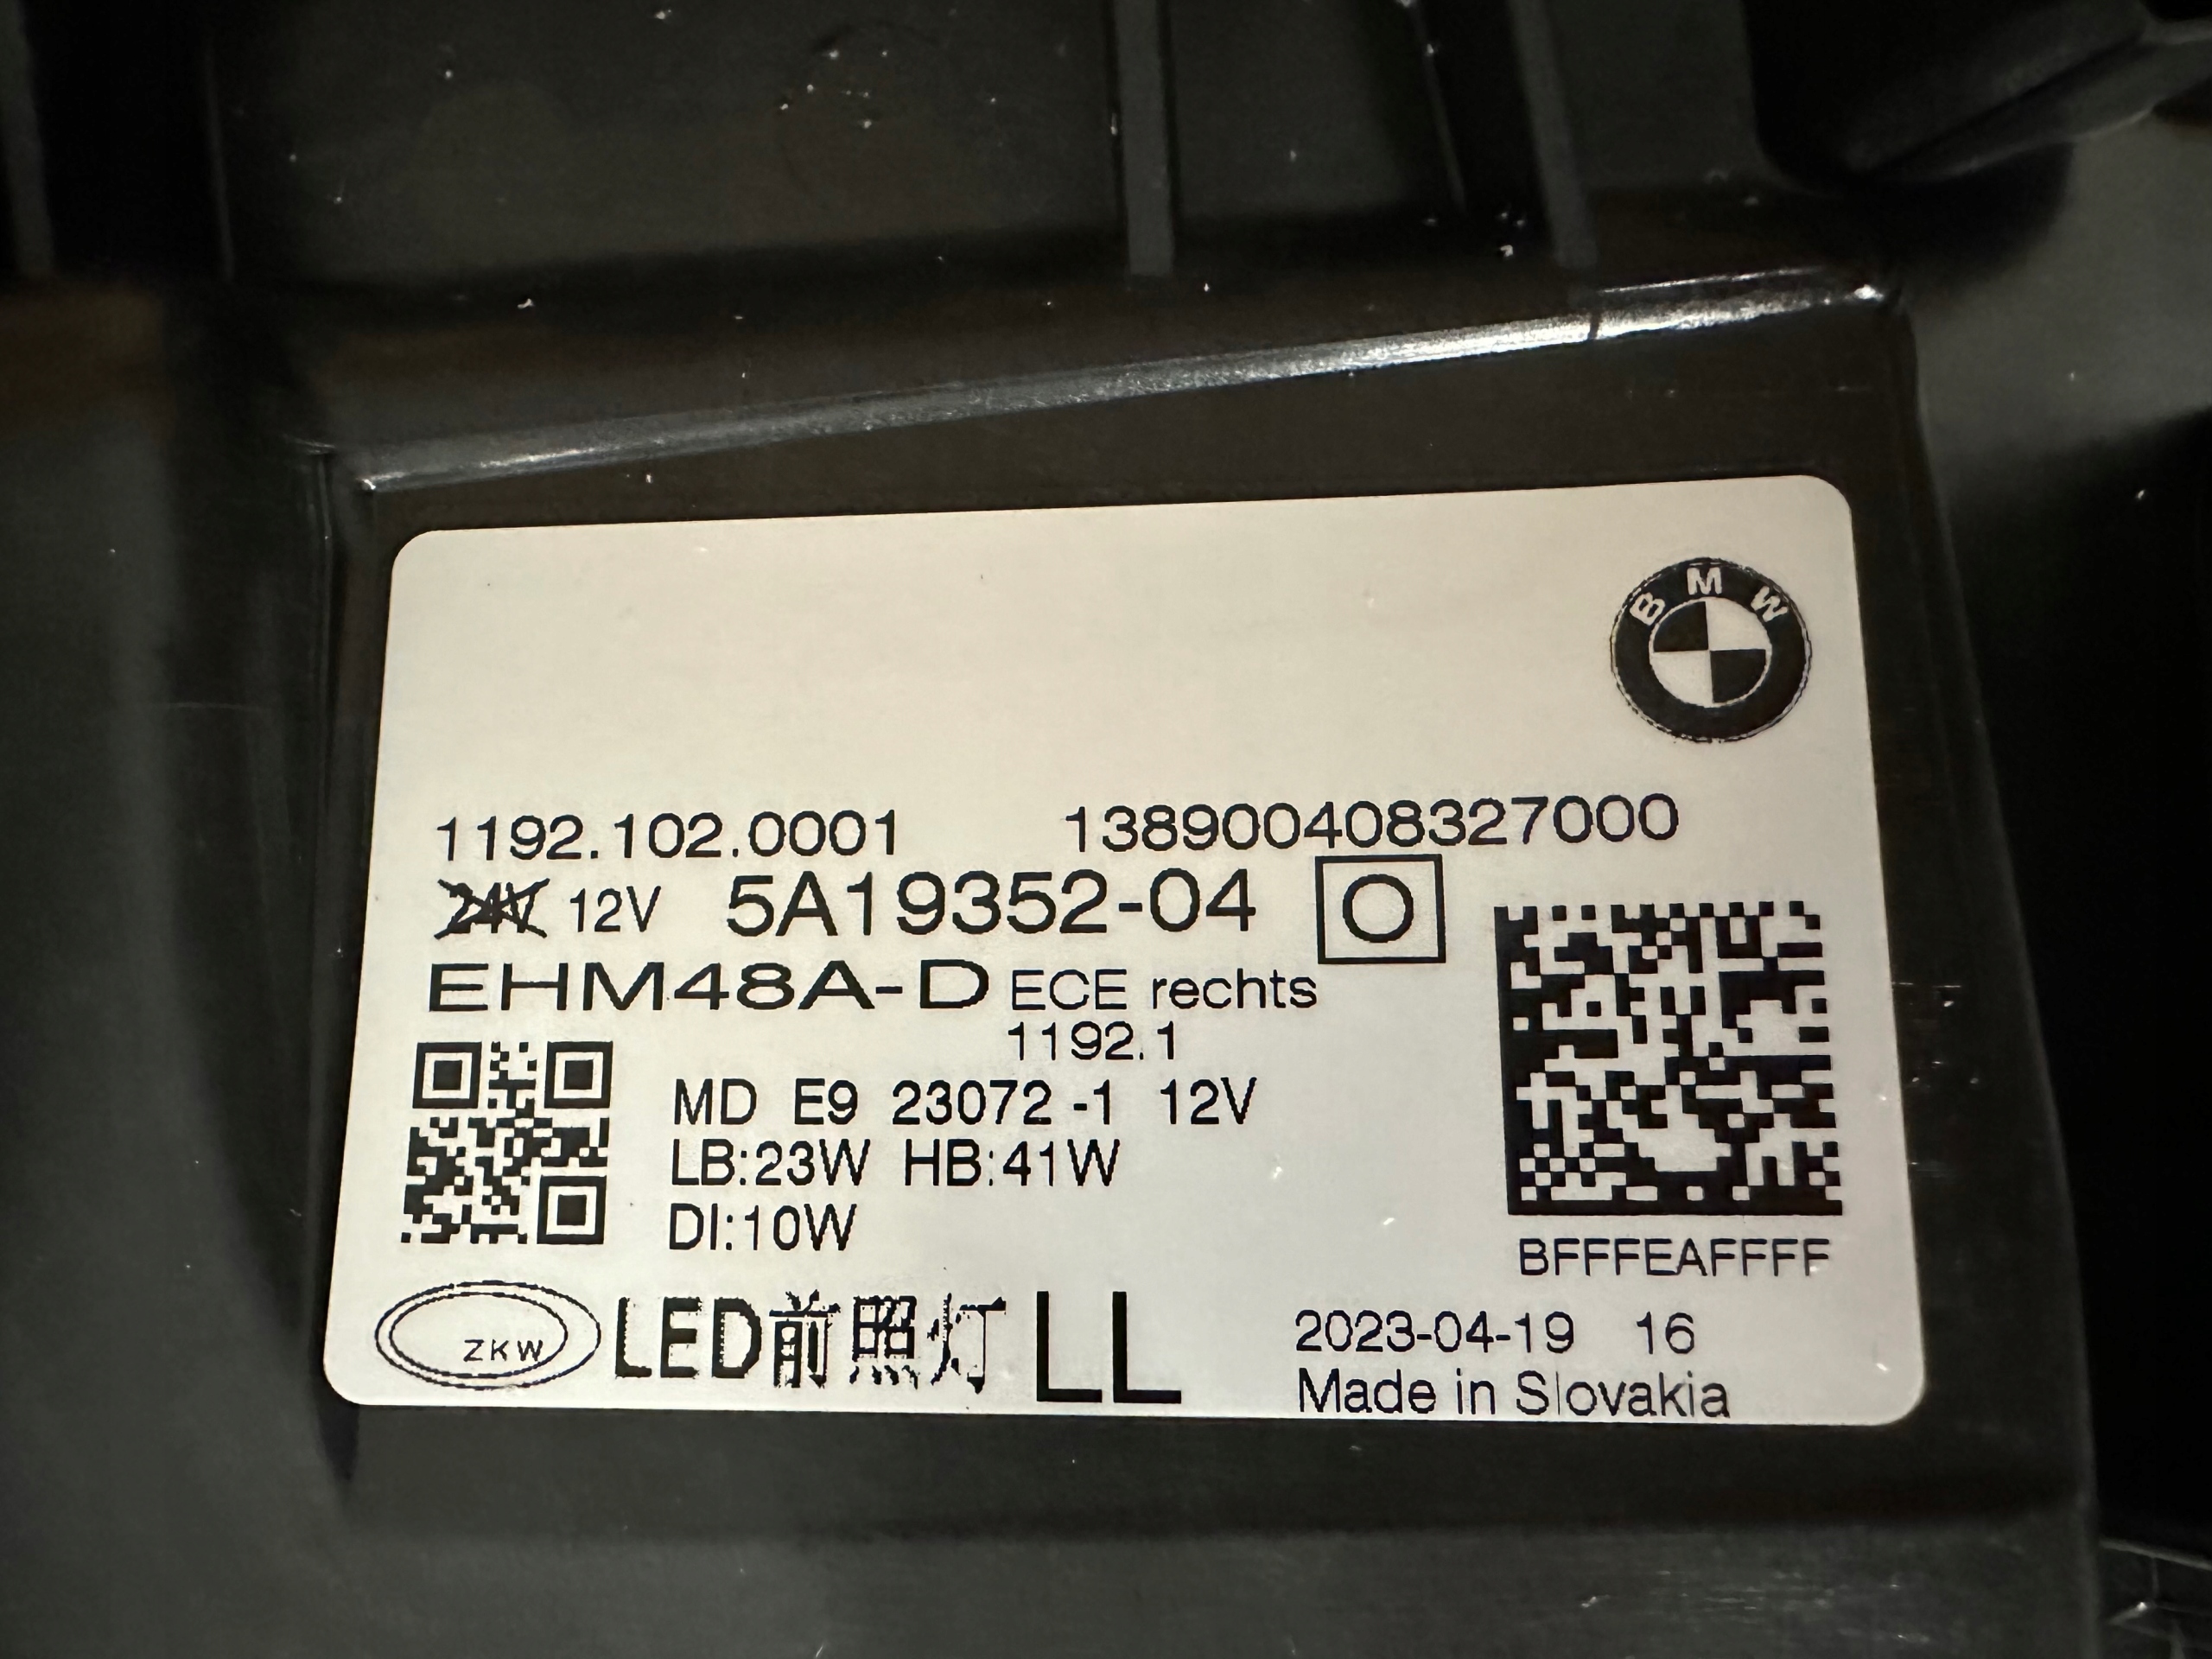 BMW
1192.102.0001 138900408327000
24V 12V 5A19352-04
EHM48A-D ECE rechts
1192.1
MD E9 23072 -1 12V
LB:23W HB:41W
DI:10W
BFFFEAFFFF
ZKW LED前照灯 LL
2023-04-19 16
Made in Slovakia